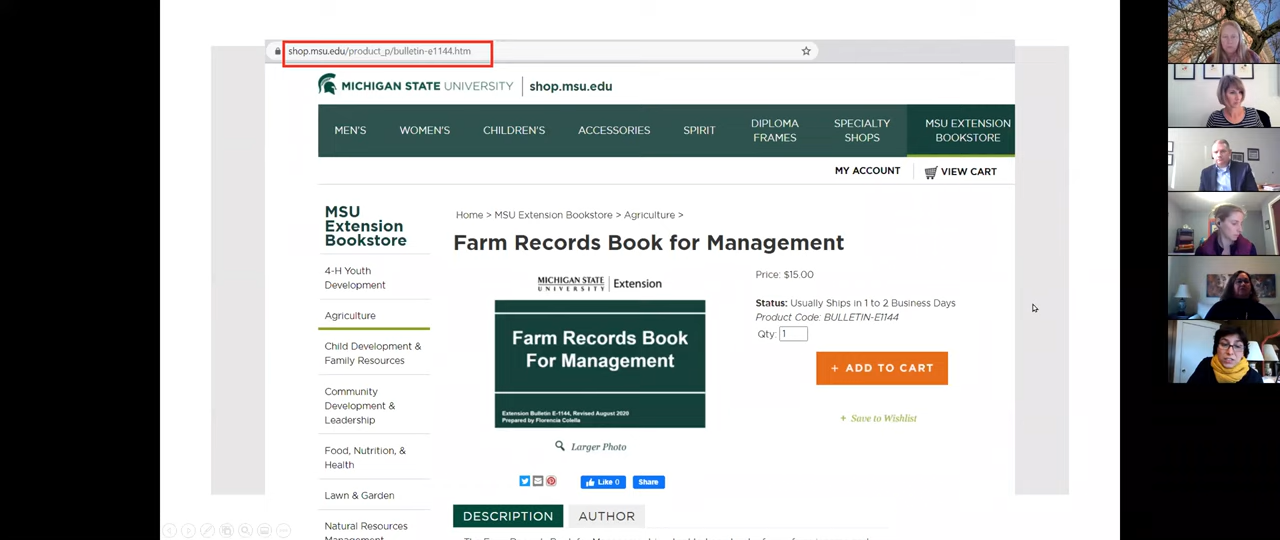 shop.msu.edu/product_p/bulletin-e1144.htm
MICHIGAN STATE UNIVERSITY | shop.msu.edu
MEN'S
WOMEN'S
CHILDREN'S
ACCESSORIES
SPIRIT
DIPLOMA
FRAMES
SPECIALTY
SHOPS
MSU EXTENSION
BOOKSTORE
MY ACCOUNT
VIEW CART
MSU
Extension
Bookstore
4-H Youth
Development
Agriculture
Child Development &
Family Resources
Community
Development &
Leadership
Food, Nutrition, &
Health
Lawn & Garden
Natural Resources
Management
Home > MSU Extension Bookstore > Agriculture >
Farm Records Book for Management
MICHIGAN STATE
UNIVERSITY | Extension
Farm Records Book
For Management
Extension Bulletin E-1144, Revised August 2020
Prepared by Florencia Colella
Larger Photo
Like 0
Share
Price: $15.00
Status: Usually Ships in 1 to 2 Business Days
Product Code: BULLETIN-E1144
Qty: 1
+ ADD TO CART
+ Save to Wishlist
DESCRIPTION
AUTHOR